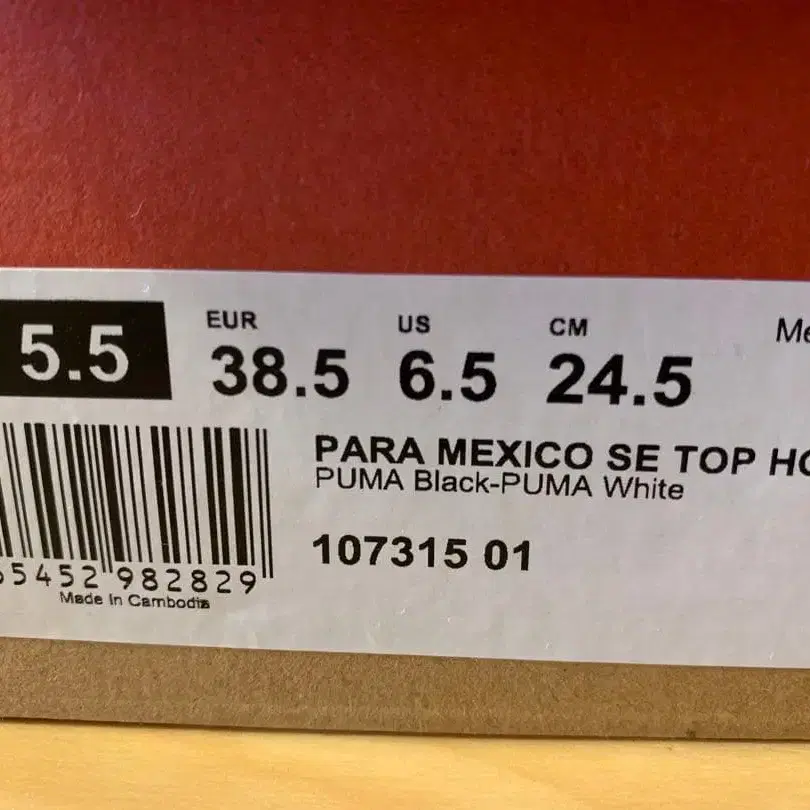 EUR US CM
5.5 38.5 6.5 24.5
PARA MEXICO SE TOP
PUMA Black-PUMA White
107315 01
5452 982829
Made in Cambodia